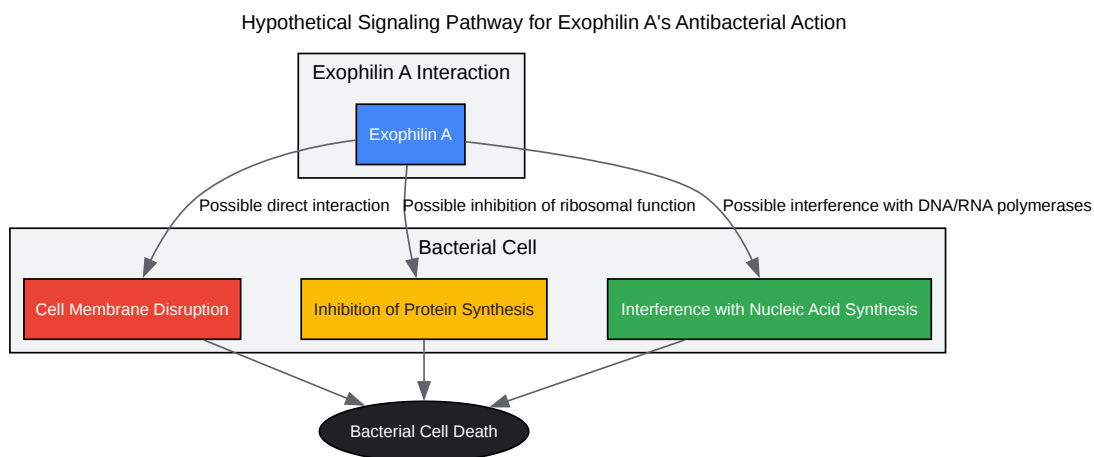 Hypothetical Signaling Pathway for Exophilin A's Antibacterial Action
Exophilin A Interaction
Exophilin A
Possible direct interaction
Possible inhibition of ribosomal function
Possible interference with DNA/RNA polymerases
Bacterial Cell
Cell Membrane Disruption
Inhibition of Protein Synthesis
Interference with Nucleic Acid Synthesis
Bacterial Cell Death